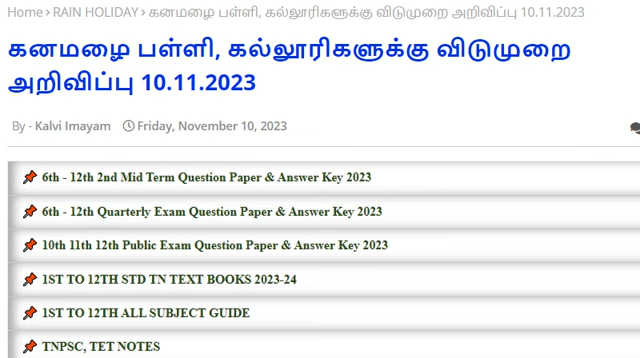 Home > RAIN HOLIDAY > கனமழை பள்ளி, கல்லூரிகளுக்கு விடுமுறை அறிவிப்பு 10.11.2023
கனமழை பள்ளி, கல்லூரிகளுக்கு விடுமுறை
அறிவிப்பு 10.11.2023
By - Kalvi Imayam Friday, November 10, 2023
6th - 12th 2nd Mid Term Question Paper & Answer Key 2023
6th - 12th Quarterly Exam Question Paper & Answer Key 2023
10th 11th 12th Public Exam Question Paper & Answer Key 2023
1ST TO 12TH STD TN TEXT BOOKS 2023-24
1ST TO 12TH ALL SUBJECT GUIDE
TNPSC, TET NOTES